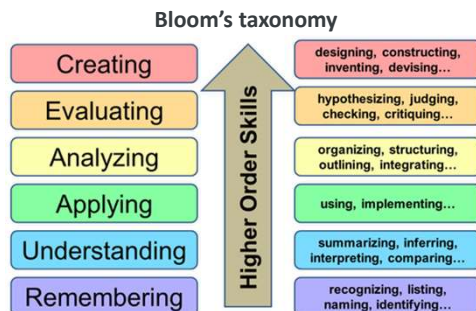 Bloom's taxonomy
Creating
Evaluating
Analyzing
Applying
Understanding
Remembering
Higher Order Skills
designing, constructing,
inventing, devising...
hypothesizing, judging,
checking, critiquing...
organizing, structuring,
outlining, integrating...
using, implementing...
summarizing, inferring,
interpreting, comparing...
recognizing, listing,
naming, identifying...